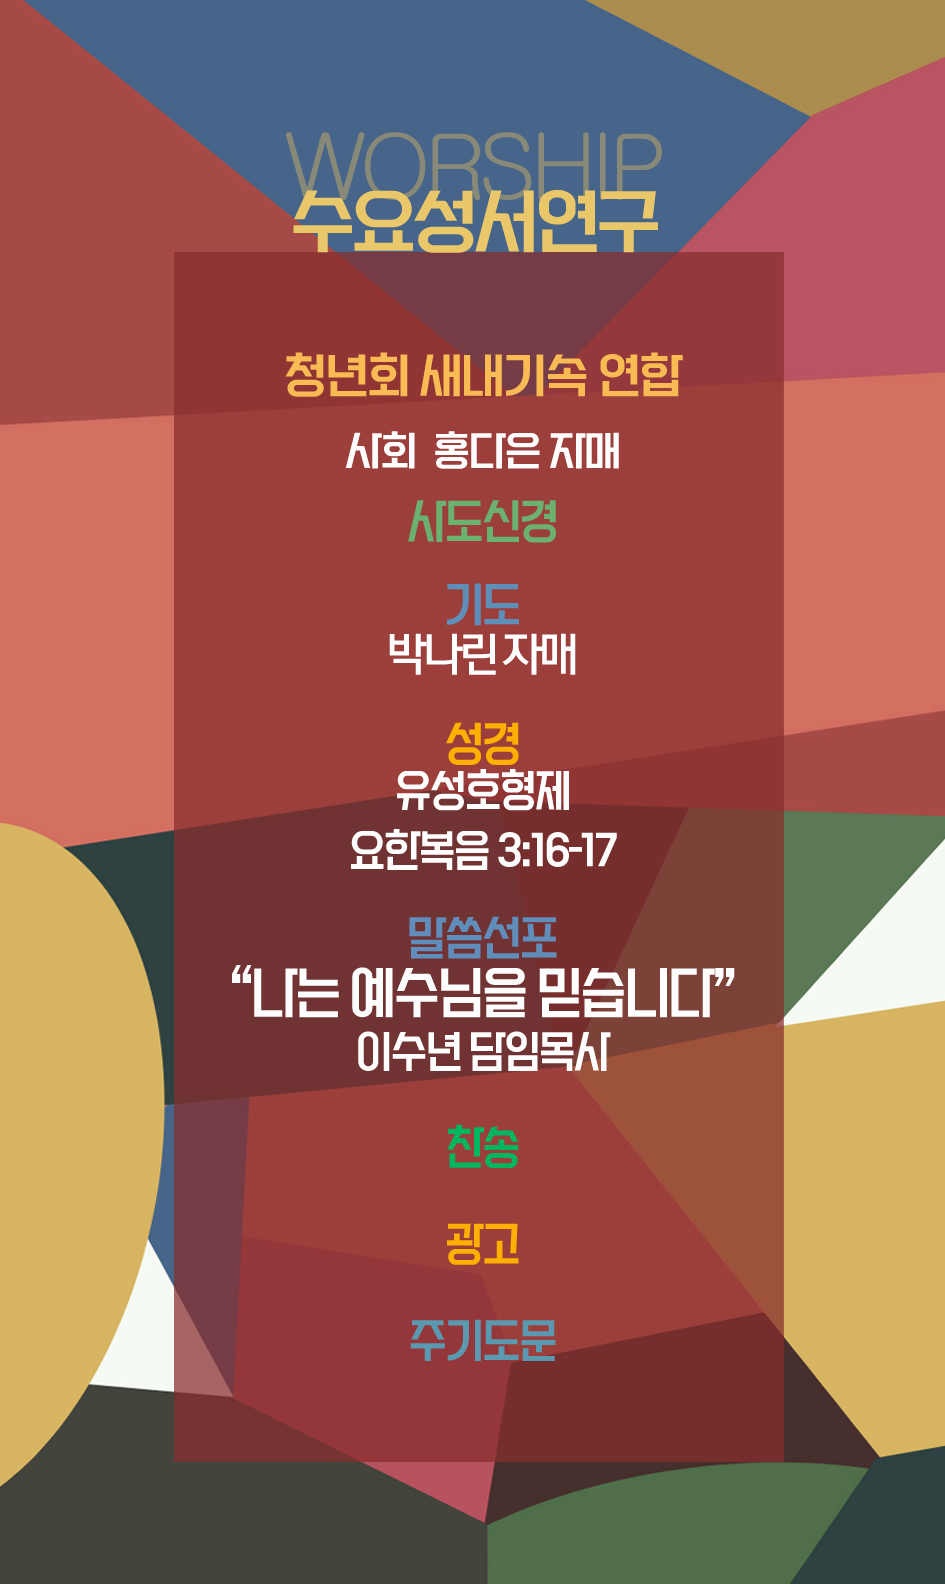 WORSHIP
수요성서연구
청년회 새내기속 연합
사회 홍다은 자매
사도신경
기도
박나린 자매
성경
유성호형제
요한복음 3:16-17
말씀선포
“나는 예수님을 믿습니다”
이수년 담임목사
찬송
광고
주기도문